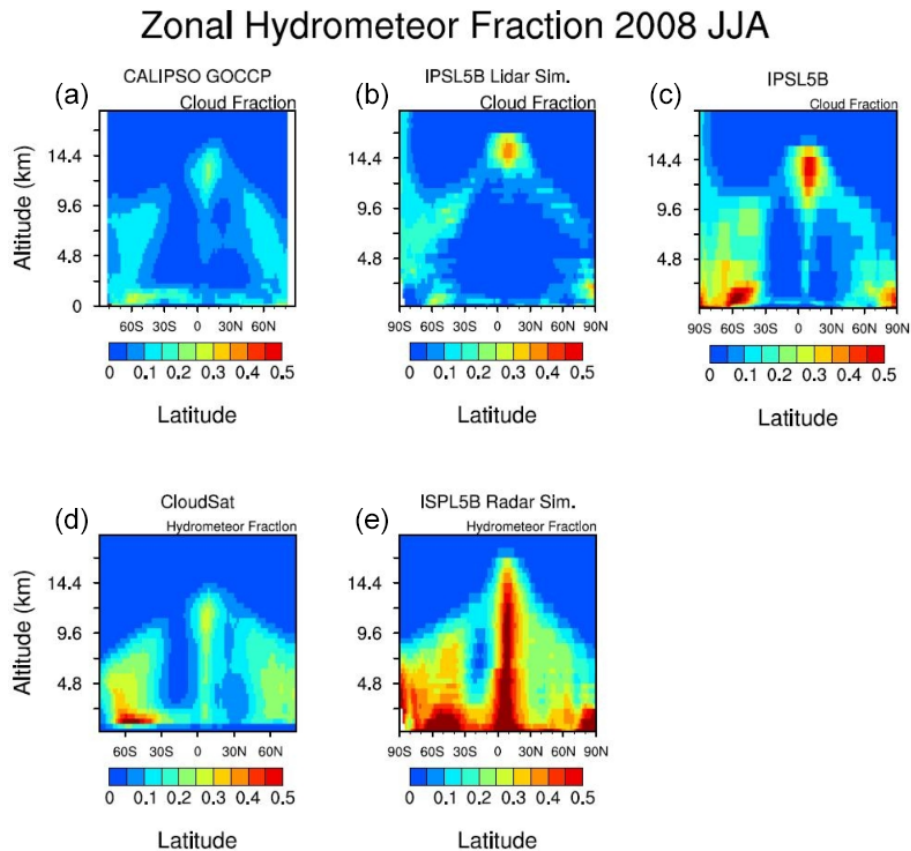 Zonal Hydrometeor Fraction 2008 JJA
(a)
CALIPSO GOCCP
Cloud Fraction
Altitude (km)
14.4
9.6
4.8
0
60S 30S 0 30N 60N
0 0.1 0.2 0.3 0.4 0.5
Latitude
(b)
IPSL5B Lidar Sim.
Cloud Fraction
14.4
9.6
4.8
90S 60S 30S 0 30N 60N 90N
0 0.1 0.2 0.3 0.4 0.5
Latitude
(c)
IPSL5B
Cloud Fraction
14.4
9.6
4.8
90S 60S 30S 0 30N 60N 90N
0 0.1 0.2 0.3 0.4 0.5
Latitude
(d)
CloudSat
Hydrometeor Fraction
Altitude (km)
14.4
9.6
4.8
60S 30S 0 30N 60N
0 0.1 0.2 0.3 0.4 0.5
Latitude
(e)
ISPL5B Radar Sim.
Hydrometeor Fraction
14.4
9.6
4.8
90S 60S 30S 0 30N 60N 90N
0 0.1 0.2 0.3 0.4 0.5
Latitude